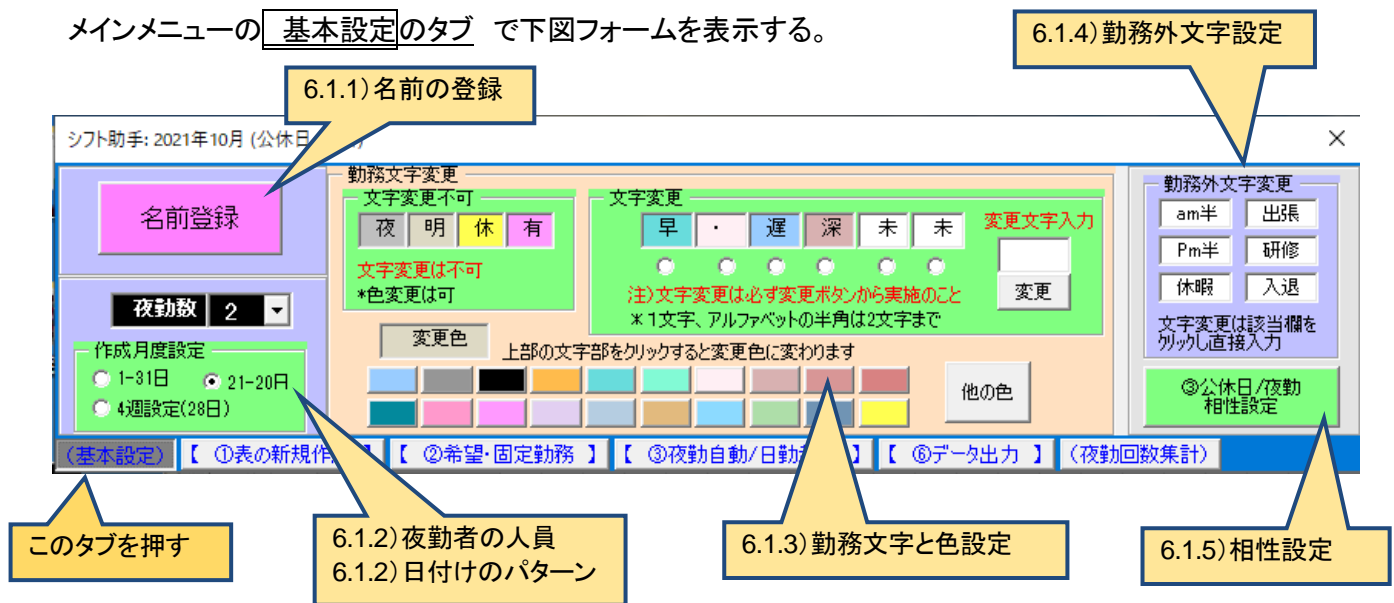 メインメニューの 基本設定のタブ で下図フォームを表示する。
6.1.4)勤務外文字設定
6.1.1)名前の登録
シフト助手: 2021年10月 (公休日
名前登録
夜勤数 2
作成月度設定
1-31日 21-20日
4週設定(28日)
勤務文字変更
文字変更不可
夜 明 休 有
文字変更は不可
*色変更は可
文字変更
早 ・ 遅 深 未 未
変更文字入力
注)文字変更は必ず変更ボタンから実施のこと
変更
*1文字、アルファベットの半角は2文字まで
変更色
上部の文字部をクリックすると変更色に変わります
他の色
勤務外文字変更
am半 出張
Pm半 研修
休暇 入退
文字変更は該当欄を
クリックし直接入力
③公休日/夜勤
相性設定
(基本設定) 【 ①表の新規作 】 【 ②希望・固定勤務 】 【 ③夜勤自動/日勤 】 【 ⑥データ出力 】 (夜勤回数集計)
このタブを押す
6.1.2)夜勤者の人員
6.1.2)日付けのパターン
6.1.3)勤務文字と色設定
6.1.5)相性設定